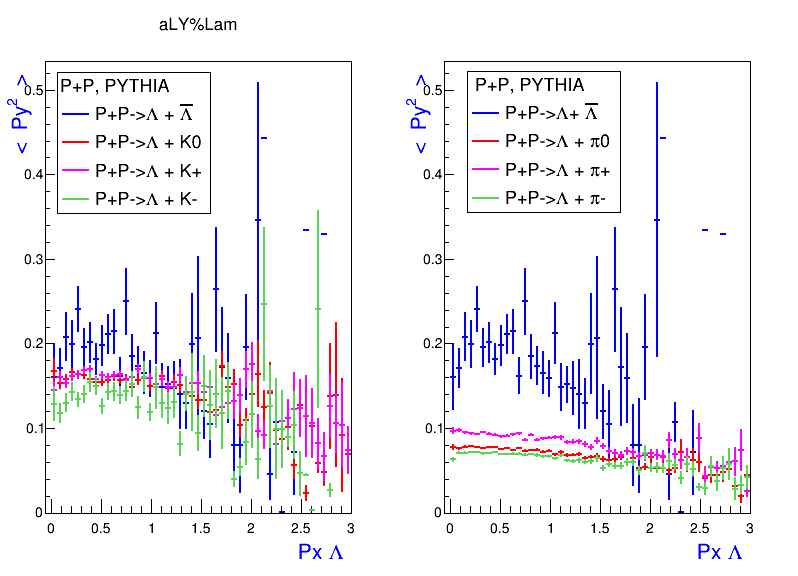 aLY%Lam
< Py² >
P+P, PYTHIA
P+P->Λ + Λ̅
P+P->Λ + K0
P+P->Λ + K+
P+P->Λ + K-
0.5
0.4
0.3
0.2
0.1
0
0 0.5 1 1.5 2 2.5 3
Px Λ
< Py² >
P+P, PYTHIA
P+P->Λ+ Λ̅
P+P->Λ + π0
P+P->Λ + π+
P+P->Λ + π-
0.5
0.4
0.3
0.2
0.1
0
0 0.5 1 1.5 2 2.5 3
Px Λ